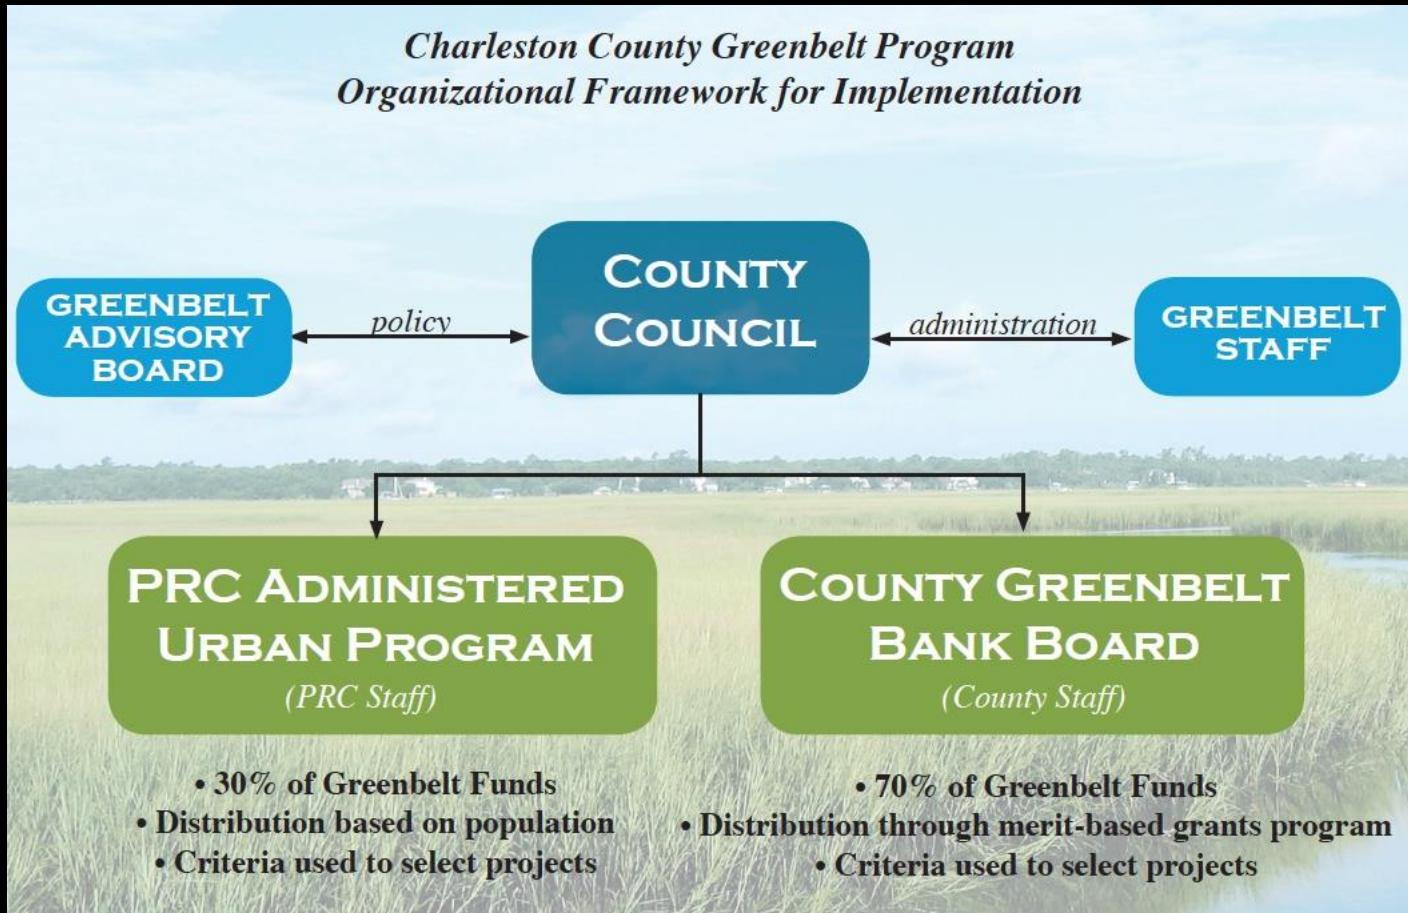 Charleston County Greenbelt Program
Organizational Framework for Implementation
COUNTY
COUNCIL
GREENBELT
ADVISORY
BOARD
policy
administration
GREENBELT
STAFF
PRC ADMINISTERED
URBAN PROGRAM
(PRC Staff)
• 30% of Greenbelt Funds
• Distribution based on population
• Criteria used to select projects
COUNTY GREENBELT
BANK BOARD
(County Staff)
• 70% of Greenbelt Funds
• Distribution through merit-based grants program
• Criteria used to select projects